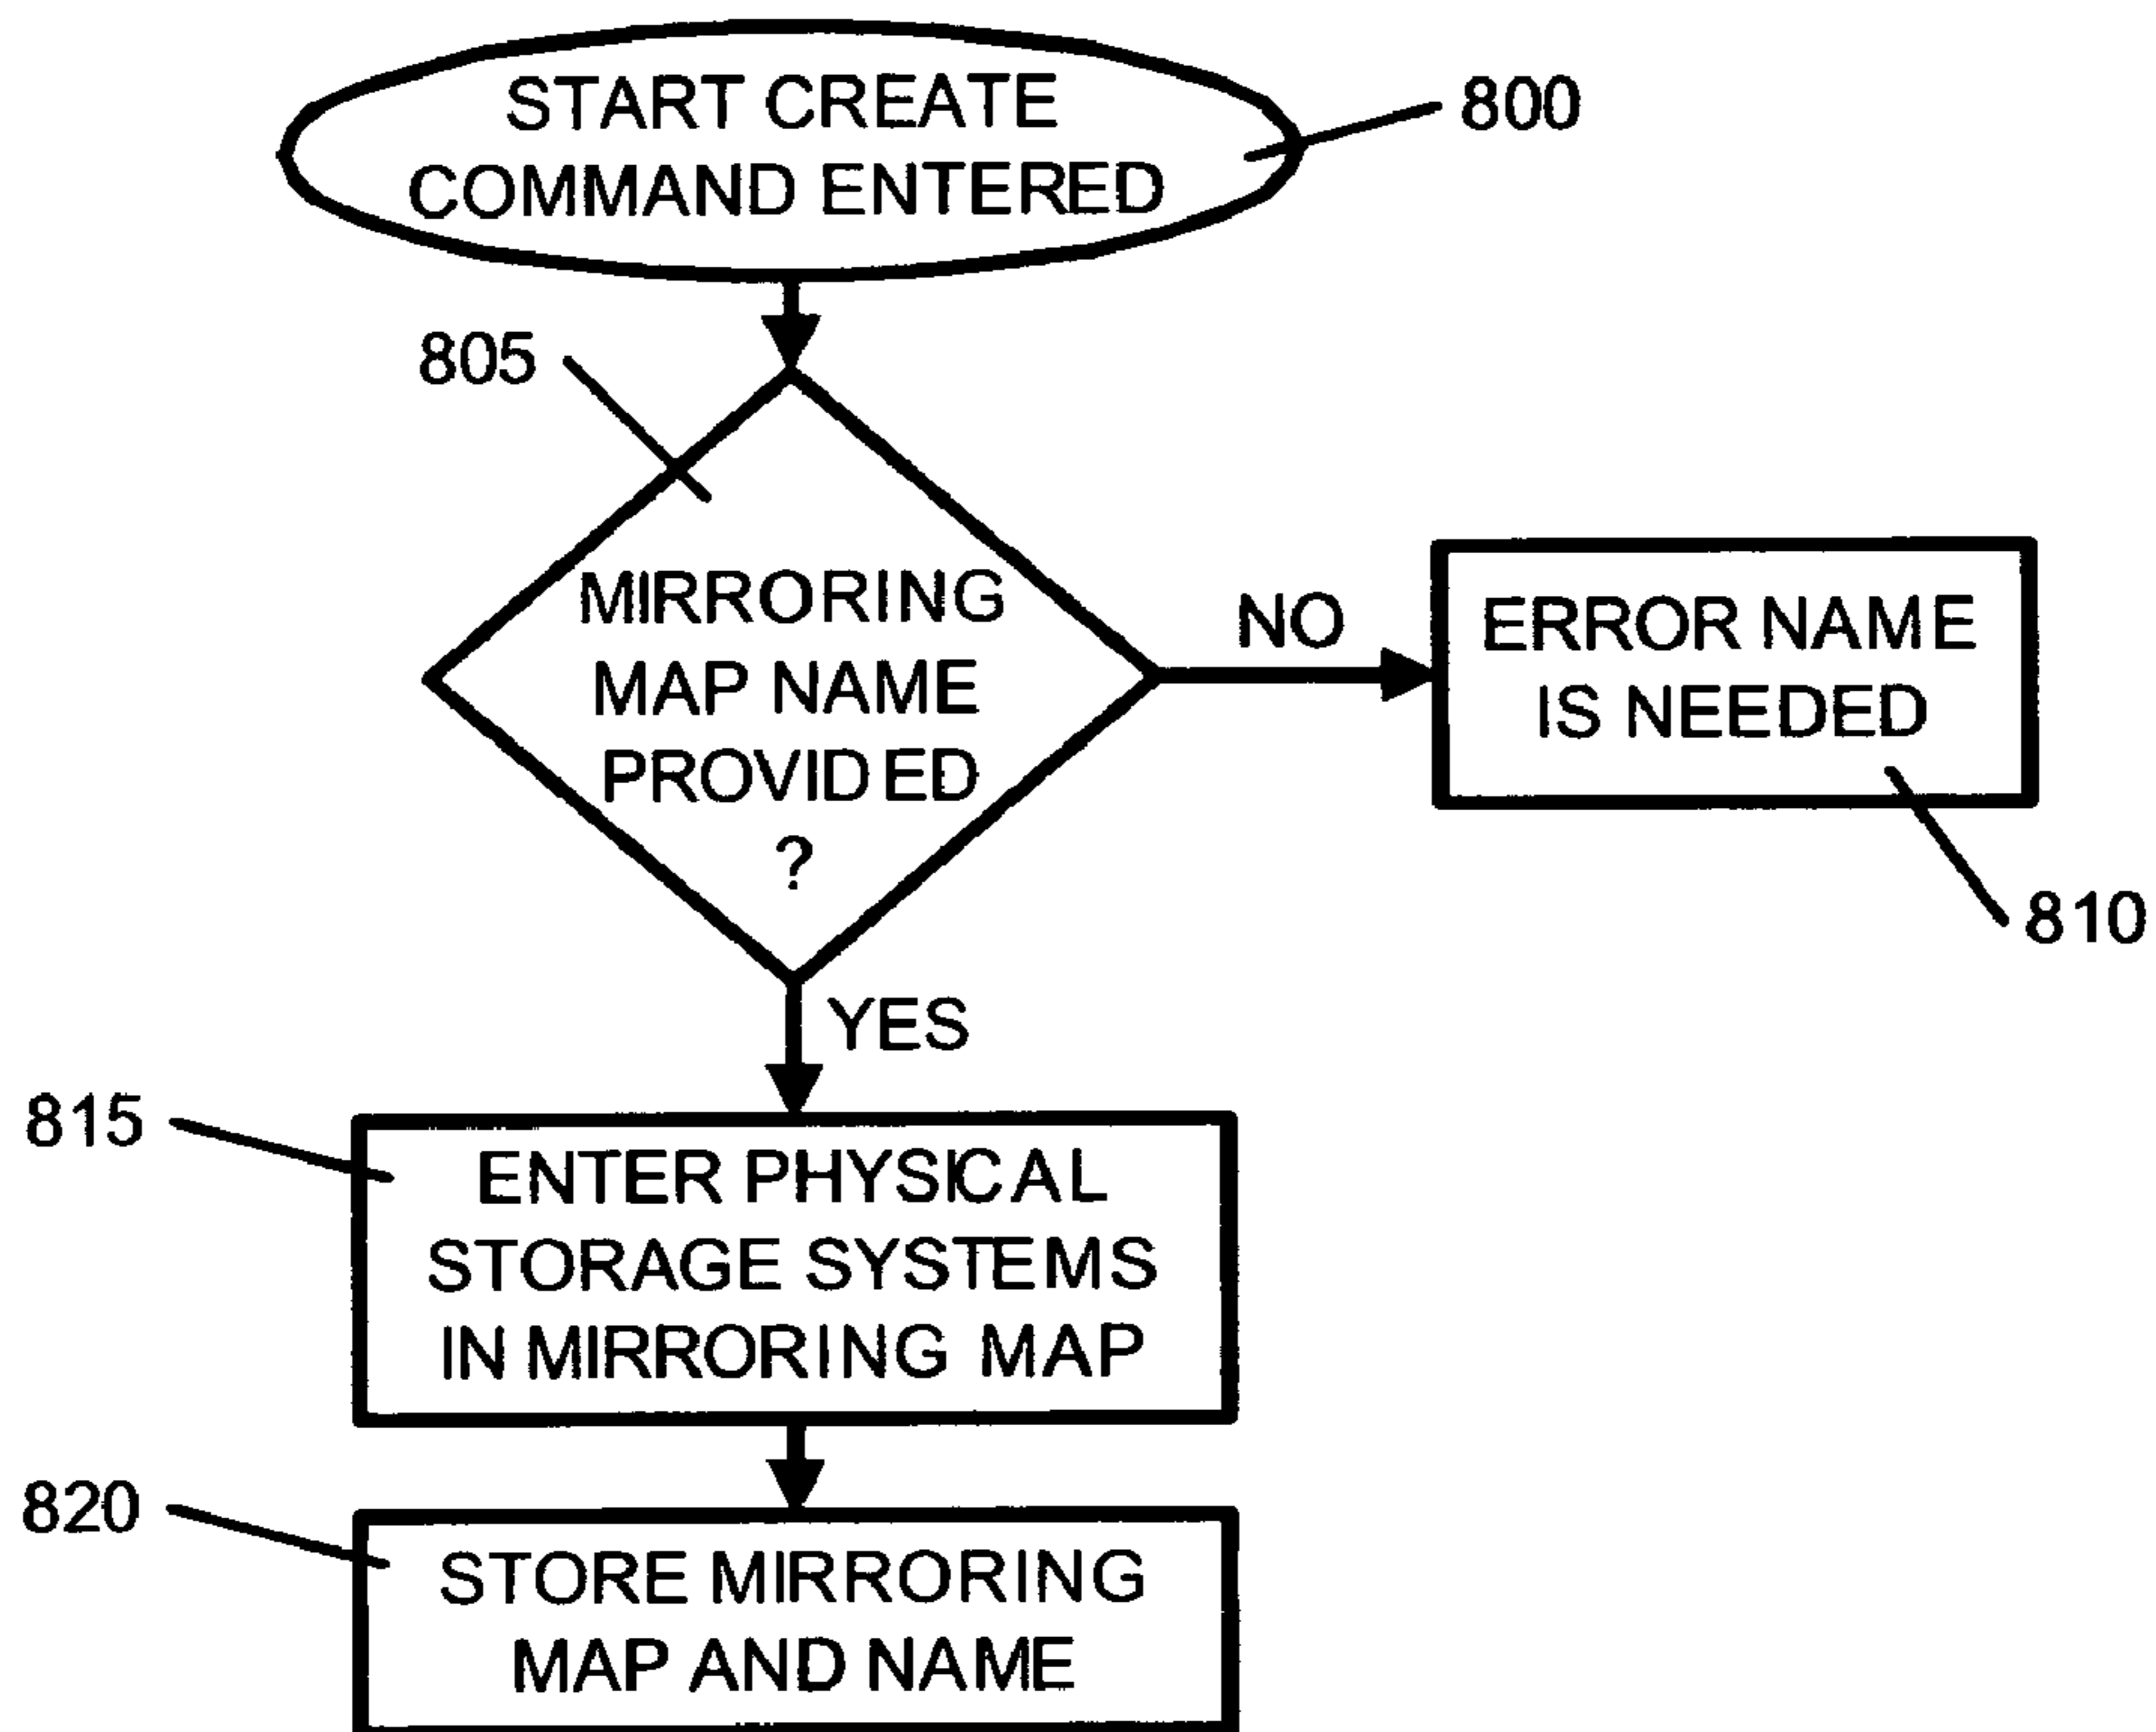 START CREATE
COMMAND ENTERED
800
805
MIRRORING
MAP NAME
PROVIDED
?
NO
ERROR NAME
IS NEEDED
810
YES
815
ENTER PHYSICAL
STORAGE SYSTEMS
IN MIRRORING MAP
820
STORE MIRRORING
MAP AND NAME